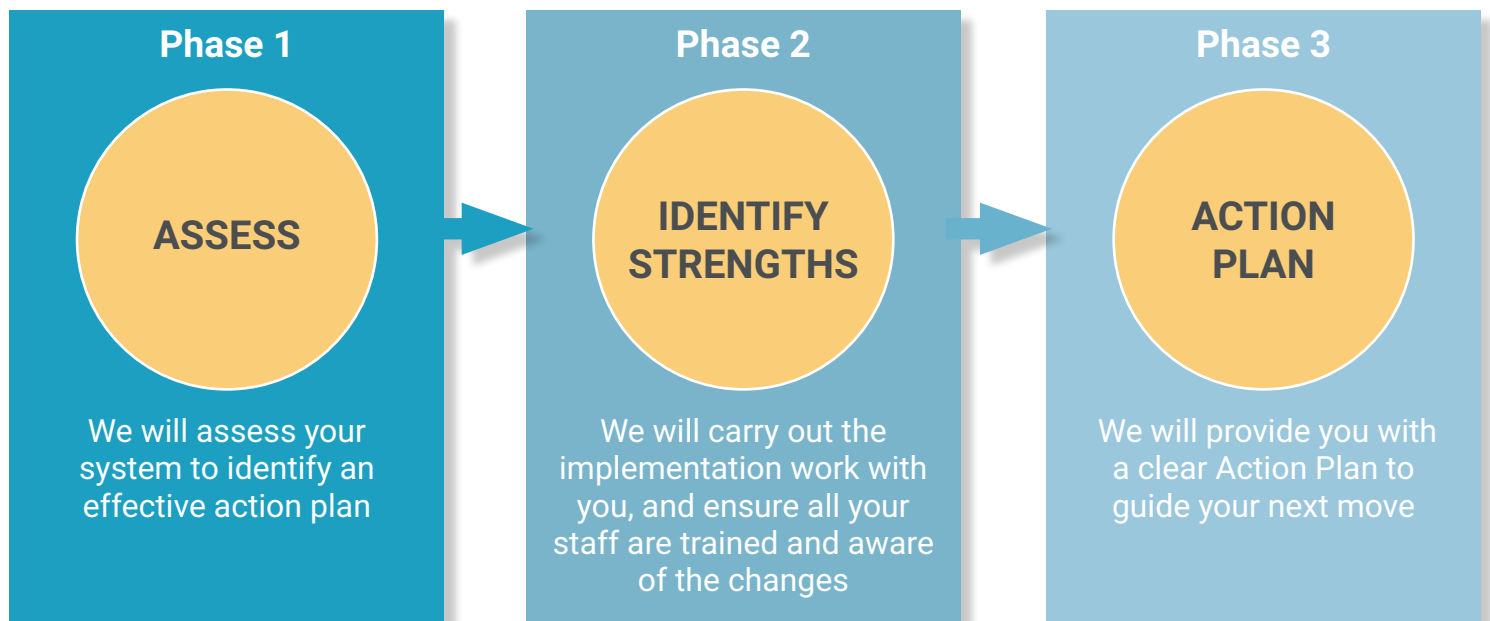 Phase 1
ASSESS
We will assess your
system to identify an
effective action plan
Phase 2
IDENTIFY
STRENGTHS
We will carry out the
implementation work with
you, and ensure all your
staff are trained and aware
of the changes
Phase 3
ACTION
PLAN
We will provide you with
a clear Action Plan to
guide your next move